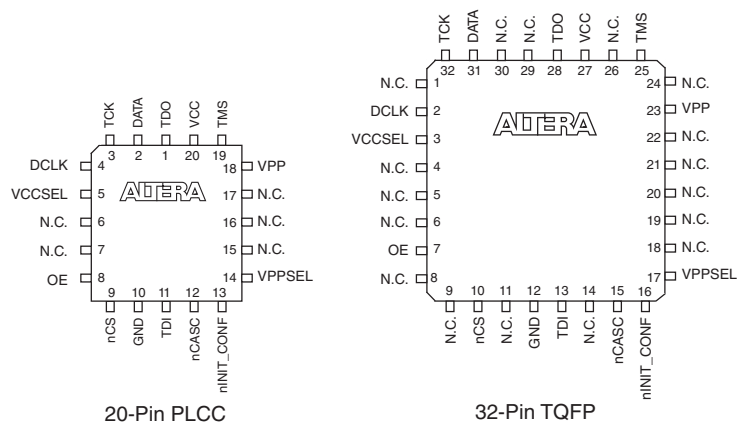 TCK
DATA
TDO
VCC
TMS
3
2
1
20
19
DCLK 4
VCCSEL 5
N.C. 6
N.C. 7
OE 8
18 VPP
17 N.C.
16 N.C.
15 N.C.
14 VPPSEL
ALTERA
9
10
11
12
13
nCS
GND
TDI
nCASC
nINIT_CONF
20-Pin PLCC
TCK
DATA
N.C.
N.C.
TDO
VCC
N.C.
TMS
32
31
30
29
28
27
26
25
N.C. 1
DCLK 2
VCCSEL 3
N.C. 4
N.C. 5
N.C. 6
OE 7
N.C. 8
24 N.C.
23 VPP
22 N.C.
21 N.C.
20 N.C.
19 N.C.
18 N.C.
17 VPPSEL
ALTERA
9
10
11
12
13
14
15
16
N.C.
nCS
N.C.
GND
TDI
N.C.
nCASC
nINIT_CONF
32-Pin TQFP